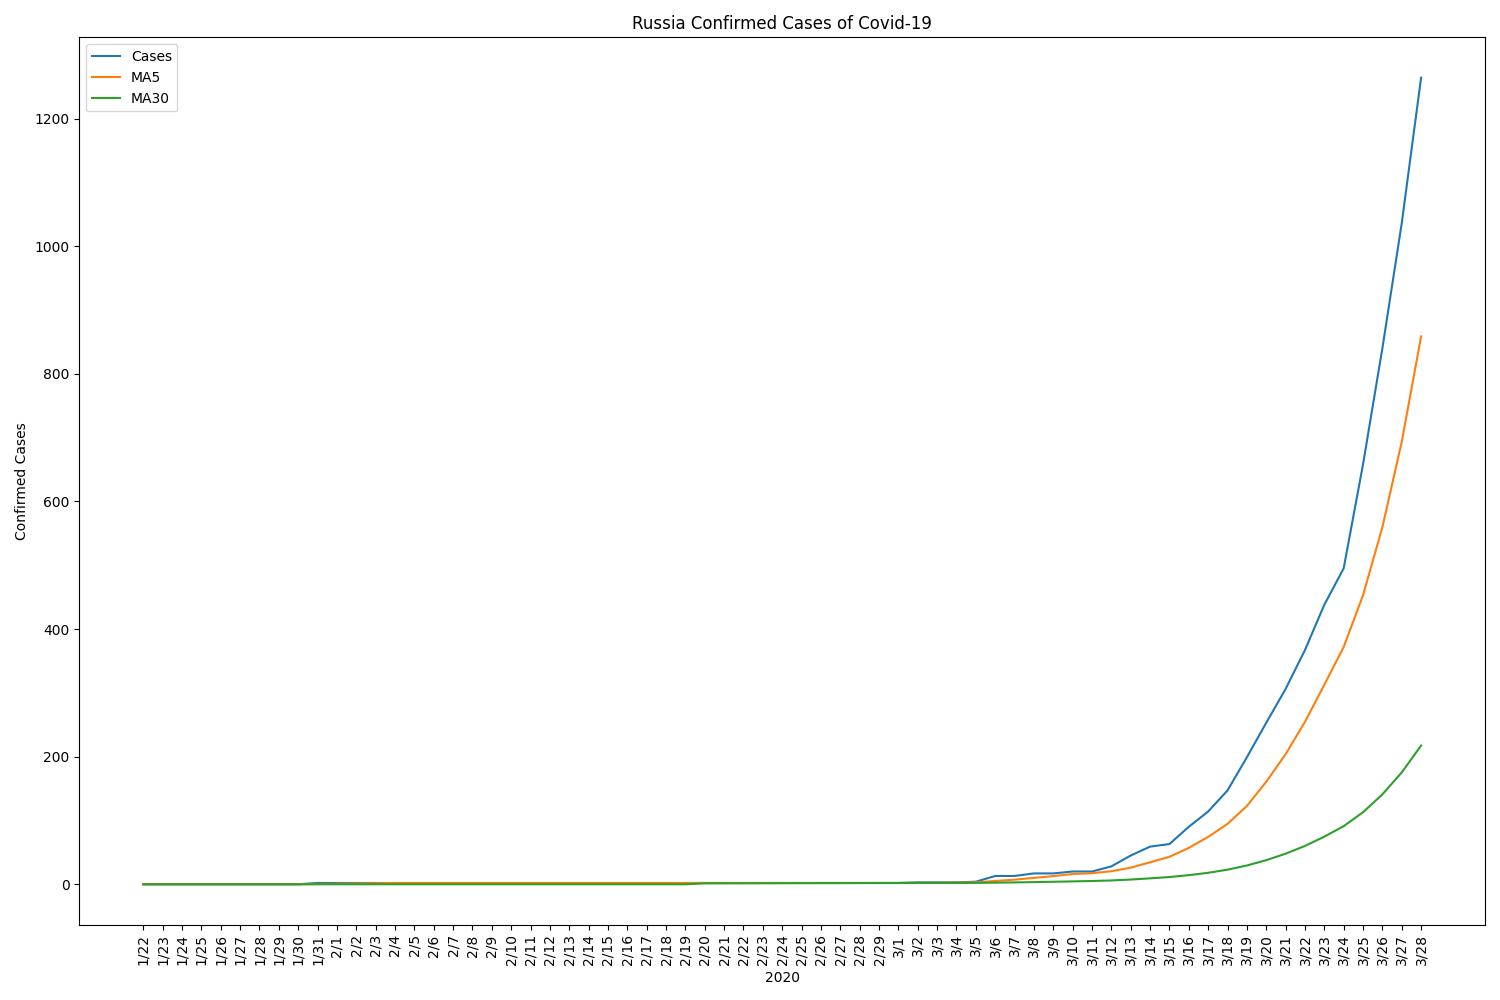 Russia Confirmed Cases of Covid-19
Cases
MA5
MA30
Confirmed Cases
1200
1000
800
600
400
200
0
1/22 1/23 1/24 1/25 1/26 1/27 1/28 1/29 1/30 1/31 2/1 2/2 2/3 2/4 2/5 2/6 2/7 2/8 2/9 2/10 2/11 2/12 2/13 2/14 2/15 2/16 2/17 2/18 2/19 2/20 2/21 2/22 2/23 2/24 2/25 2/26 2/27 2/28 2/29 3/1 3/2 3/3 3/4 3/5 3/6 3/7 3/8 3/9 3/10 3/11 3/12 3/13 3/14 3/15 3/16 3/17 3/18 3/19 3/20 3/21 3/22 3/23 3/24 3/25 3/26 3/27 3/28
2020